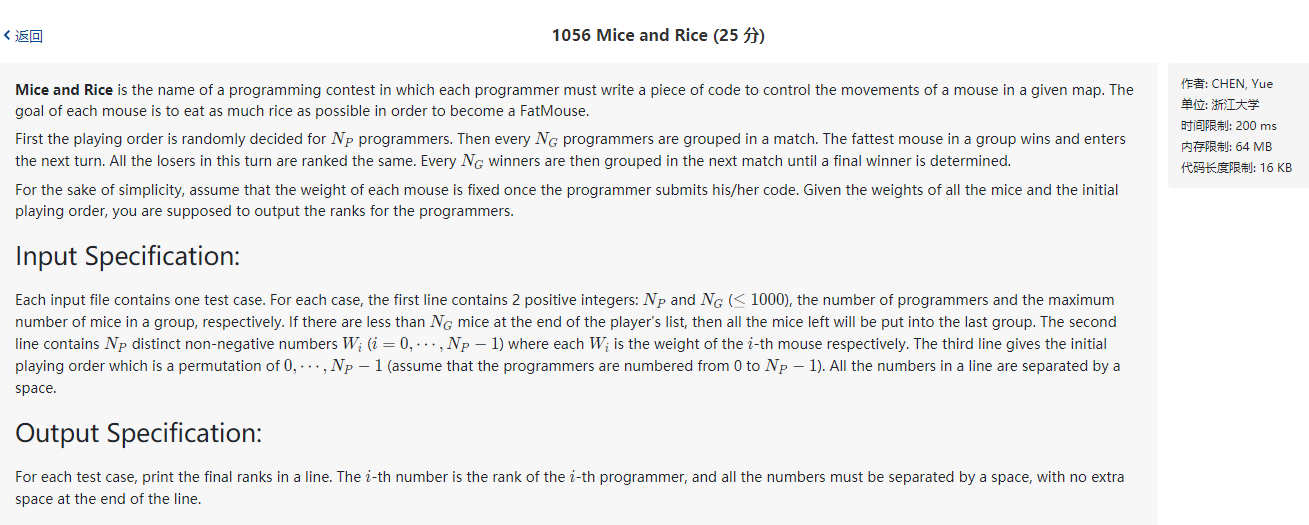 返回
1056 Mice and Rice (25 分)
Mice and Rice is the name of a programming contest in which each programmer must write a piece of code to control the movements of a mouse in a given map. The
goal of each mouse is to eat as much rice as possible in order to become a FatMouse.
First the playing order is randomly decided for N_P programmers. Then every N_G programmers are grouped in a match. The fattest mouse in a group wins and enters
the next turn. All the losers in this turn are ranked the same. Every N_G winners are then grouped in the next match until a final winner is determined.
For the sake of simplicity, assume that the weight of each mouse is fixed once the programmer submits his/her code. Given the weights of all the mice and the initial
playing order, you are supposed to output the ranks for the programmers.
Input Specification:
Each input file contains one test case. For each case, the first line contains 2 positive integers: N_P and N_G (≤ 1000), the number of programmers and the maximum
number of mice in a group, respectively. If there are less than N_G mice at the end of the player's list, then all the mice left will be put into the last group. The second
line contains N_P distinct non-negative numbers W_i (i = 0, ⋯, N_P − 1) where each W_i is the weight of the i-th mouse respectively. The third line gives the initial
playing order which is a permutation of 0, ⋯, N_P − 1 (assume that the programmers are numbered from 0 to N_P − 1). All the numbers in a line are separated by a
space.
Output Specification:
For each test case, print the final ranks in a line. The i-th number is the rank of the i-th programmer, and all the numbers must be separated by a space, with no extra
space at the end of the line.
作者: CHEN, Yue
单位: 浙江大学
时间限制: 200 ms
内存限制: 64 MB
代码长度限制: 16 KB